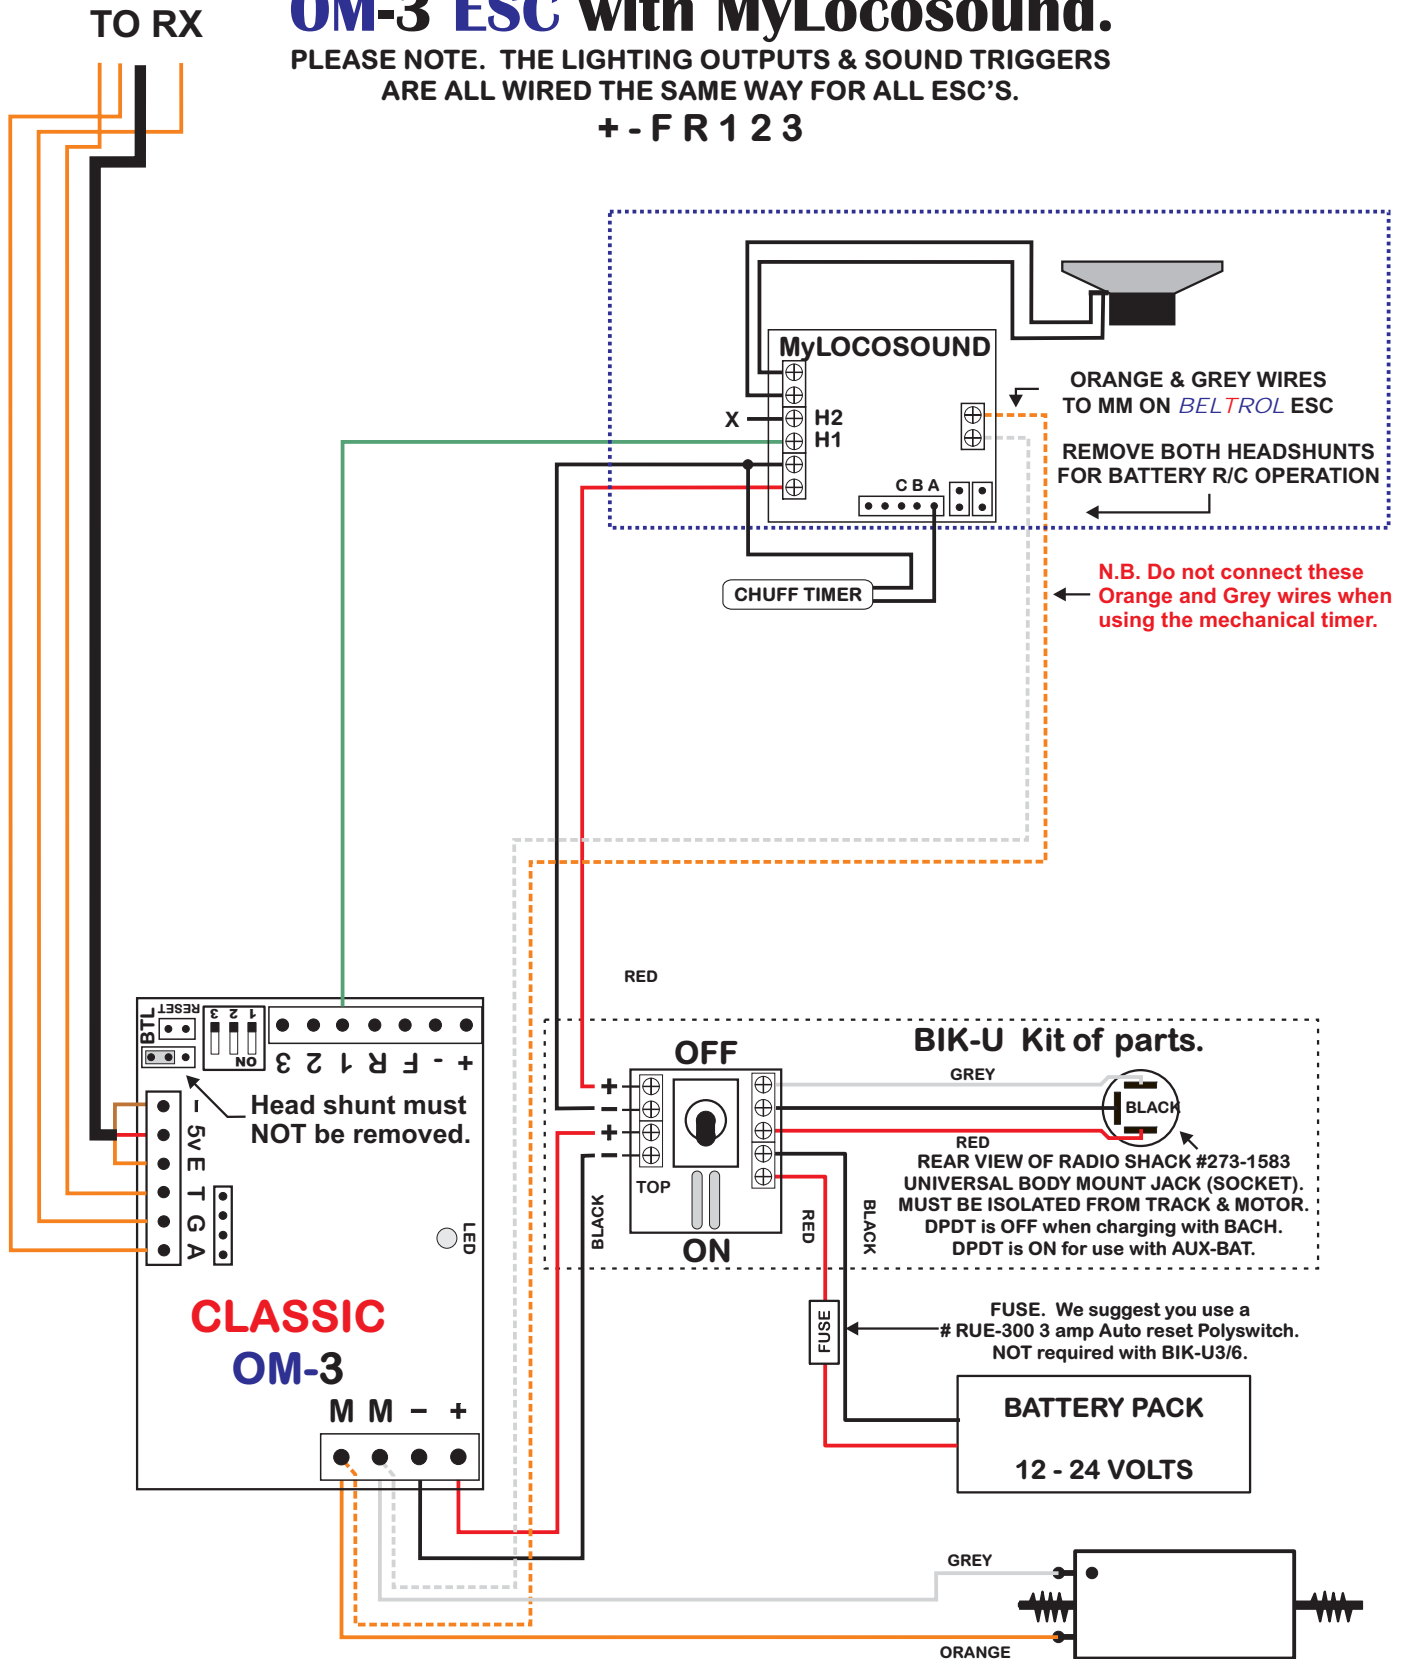 TO RX
OM-3 ESC with MyLocosound.
PLEASE NOTE. THE LIGHTING OUTPUTS & SOUND TRIGGERS
ARE ALL WIRED THE SAME WAY FOR ALL ESC'S.
+ - F R 1 2 3
MyLOCOSOUND
X
H2
H1
C B A
ORANGE & GREY WIRES
TO MM ON BELTROL ESC
REMOVE BOTH HEADSHUNTS
FOR BATTERY R/C OPERATION
CHUFF TIMER
N.B. Do not connect these
Orange and Grey wires when
using the mechanical timer.
RED
BTL
RESET
3 2 1
ON
3 2 1 R F - +
Head shunt must
NOT be removed.
- 5v E T G A
LED
CLASSIC
OM-3
M M - +
BIK-U Kit of parts.
OFF
+
-
+
-
TOP
ON
GREY
BLACK
RED
BLACK
RED
BLACK
REAR VIEW OF RADIO SHACK #273-1583
UNIVERSAL BODY MOUNT JACK (SOCKET).
MUST BE ISOLATED FROM TRACK & MOTOR.
DPDT is OFF when charging with BACH.
DPDT is ON for use with AUX-BAT.
FUSE
FUSE. We suggest you use a
# RUE-300 3 amp Auto reset Polyswitch.
NOT required with BIK-U3/6.
BATTERY PACK
12 - 24 VOLTS
GREY
ORANGE